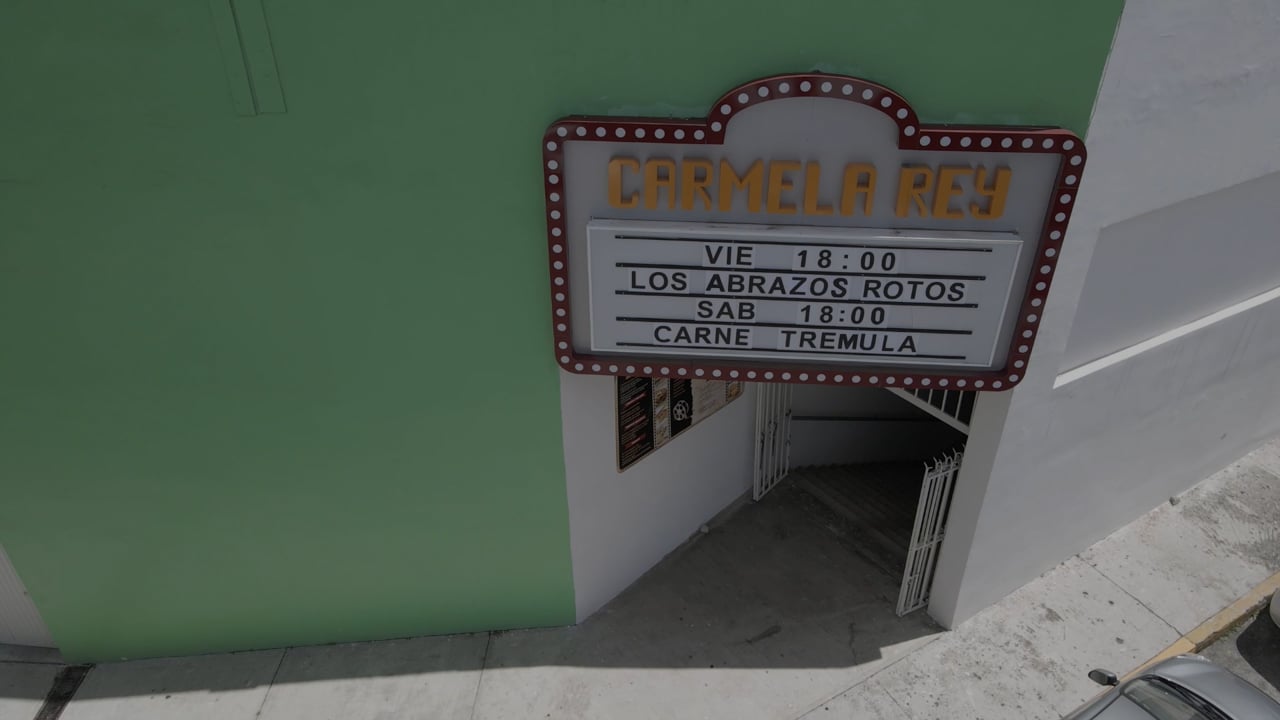 CARMELA REY
VIE 18:00
LOS ABRAZOS ROTOS
SAB 18:00
CARNE TREMULA